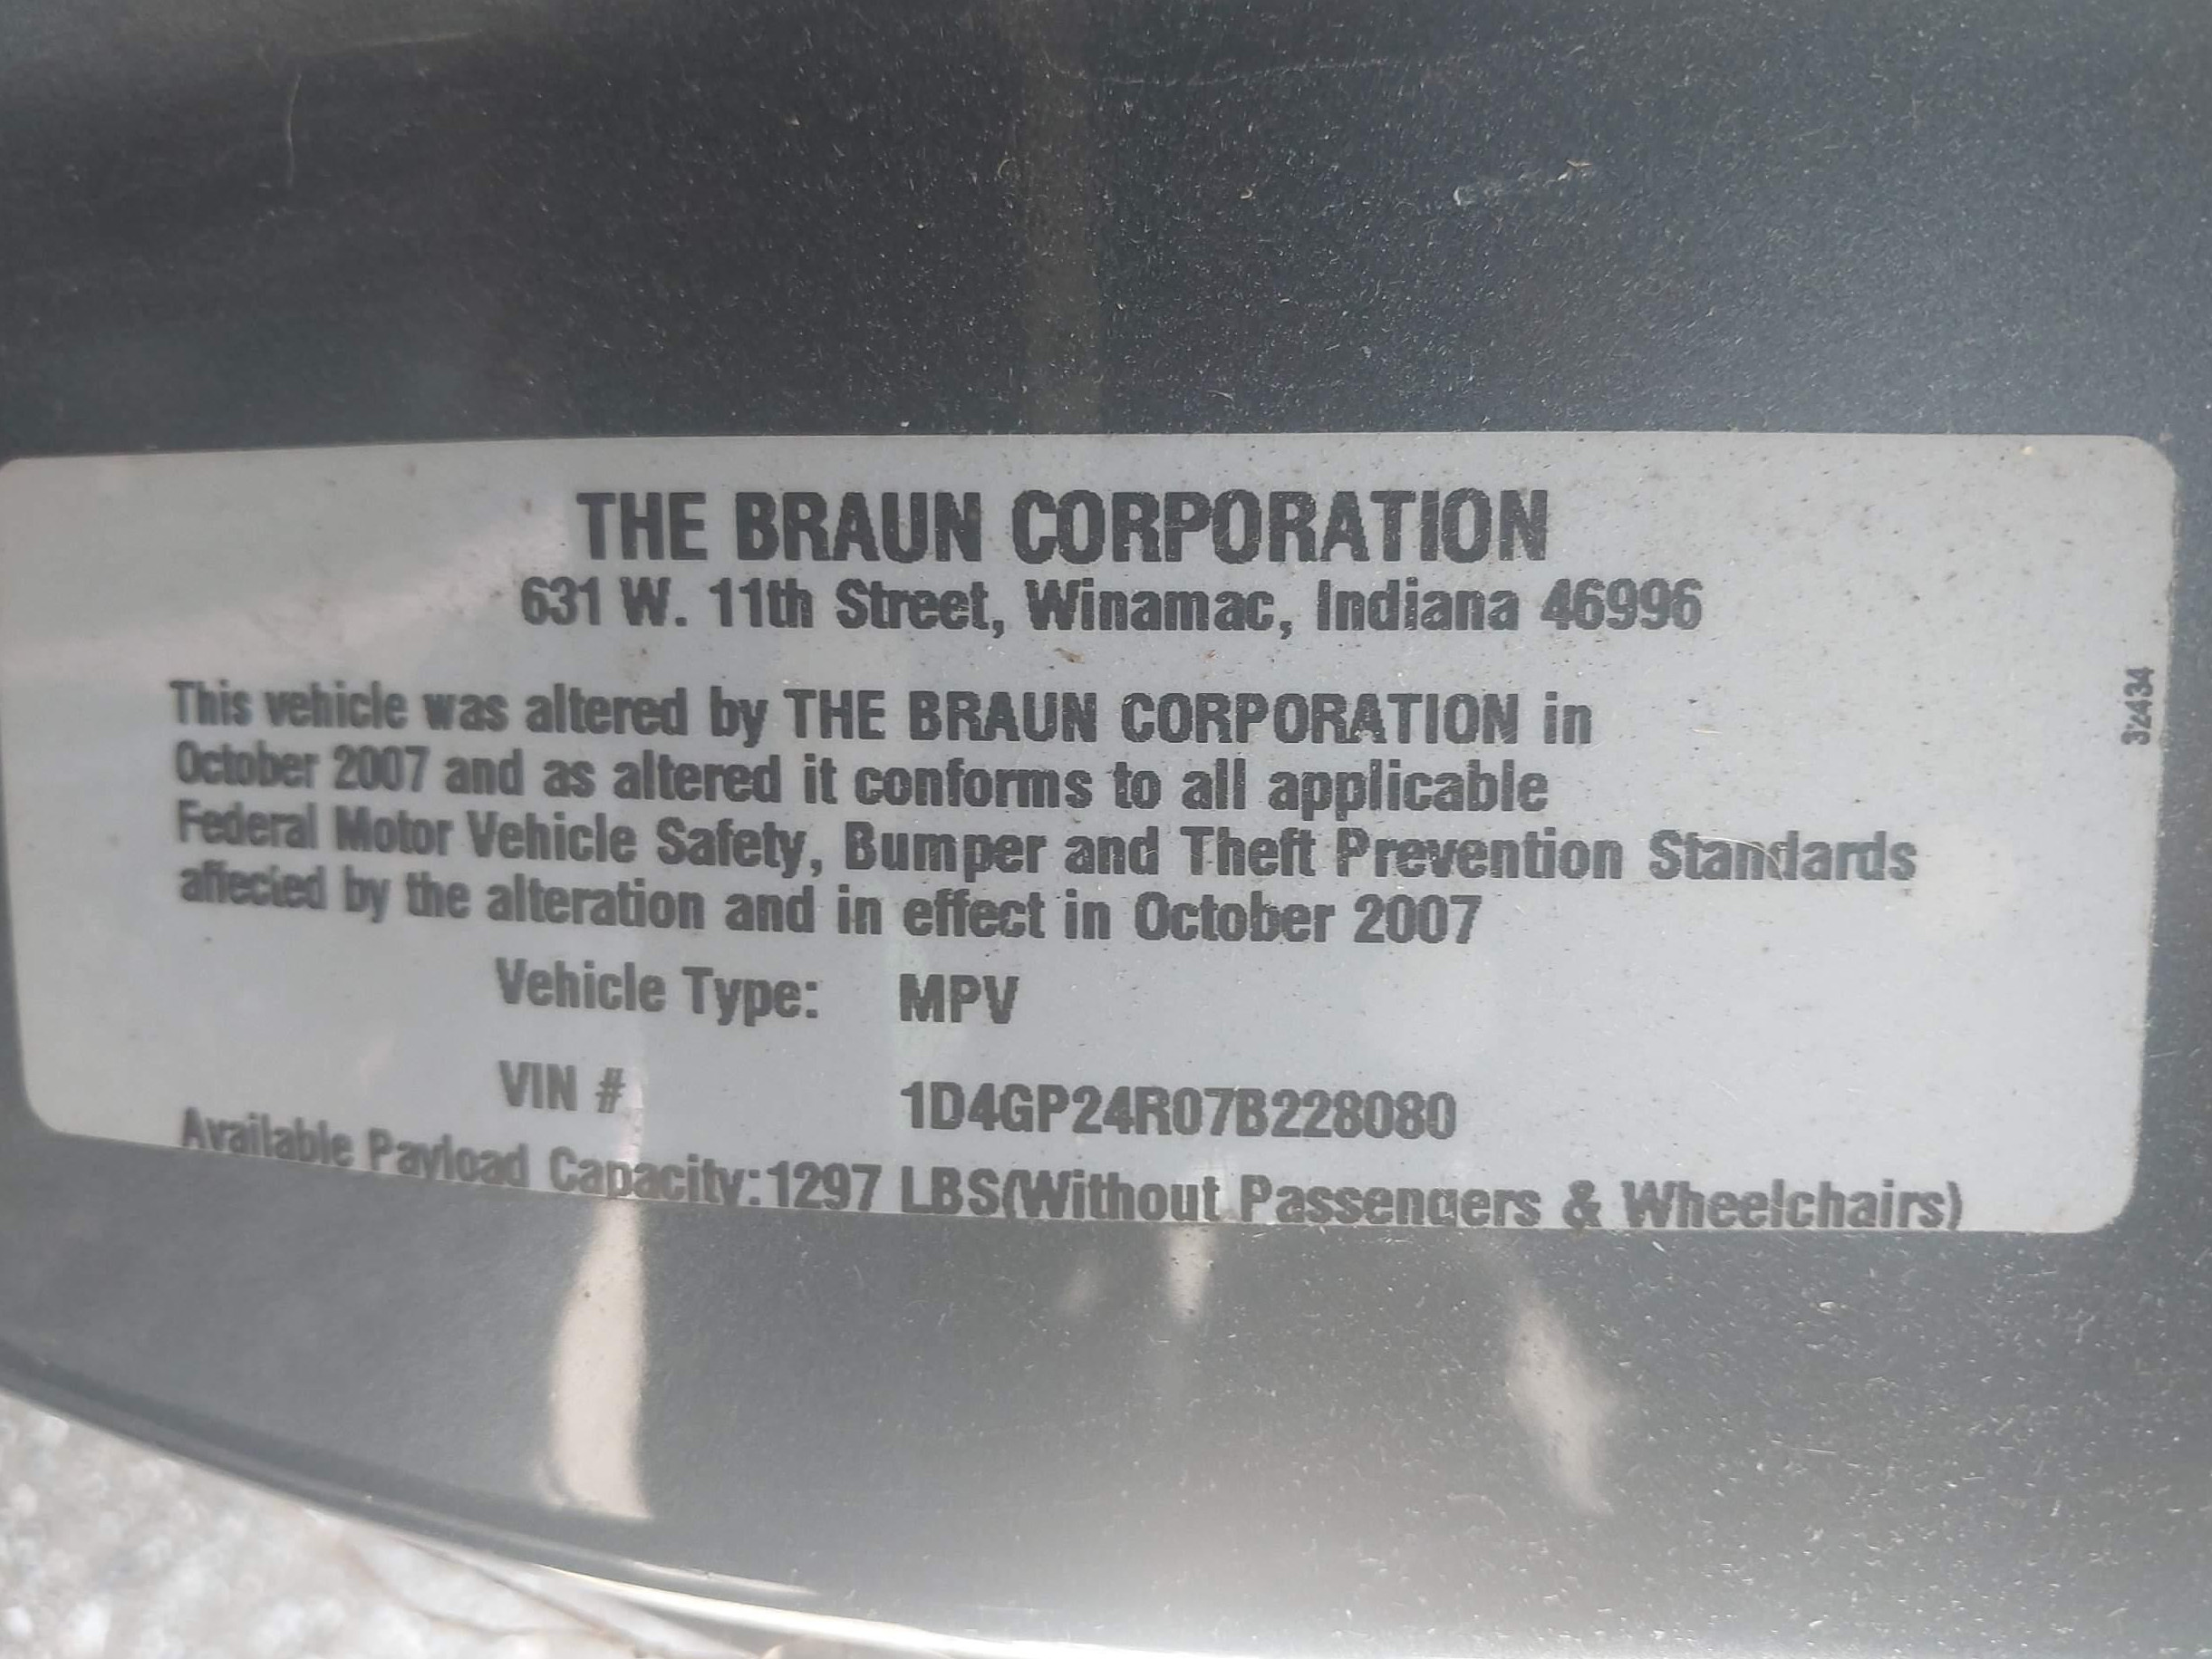 THE BRAUN CORPORATION
631 W. 11th Street, Winamac, Indiana 46996
This vehicle was altered by THE BRAUN CORPORATION in
October 2007 and as altered it conforms to all applicable
Federal Motor Vehicle Safety, Bumper and Theft Prevention Standards
affected by the alteration and in effect in October 2007
Vehicle Type: MPV
VIN # 1D4GP24R07B228080
Available Payload Capacity:1297 LBS(Without Passengers & Wheelchairs)
32434